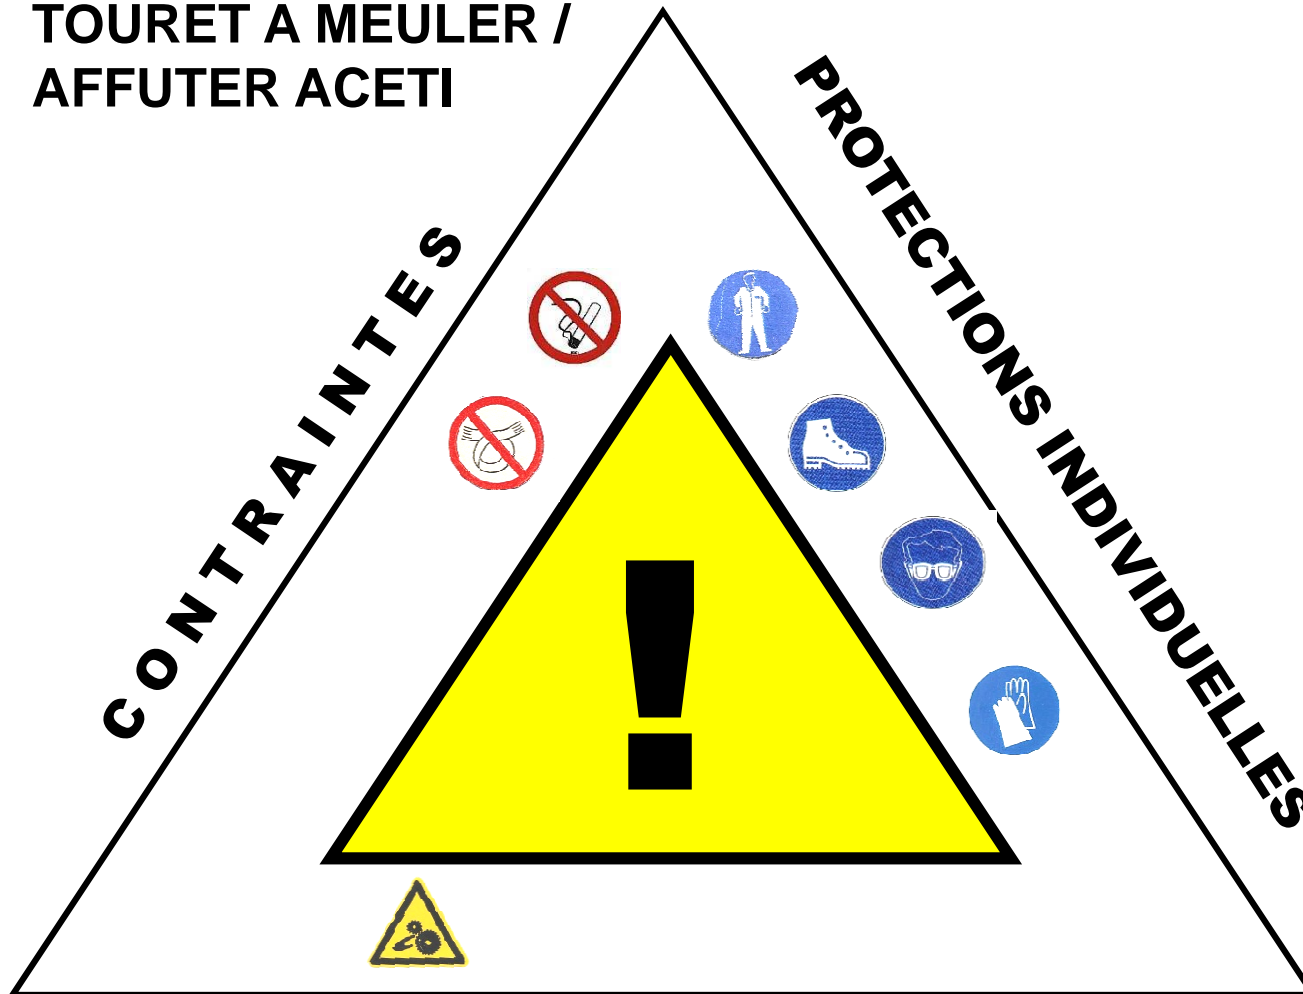 TOURET A MEULER /
AFFUTER ACETI
CONTRAINTES
PROTECTIONS INDIVIDUELLES
!